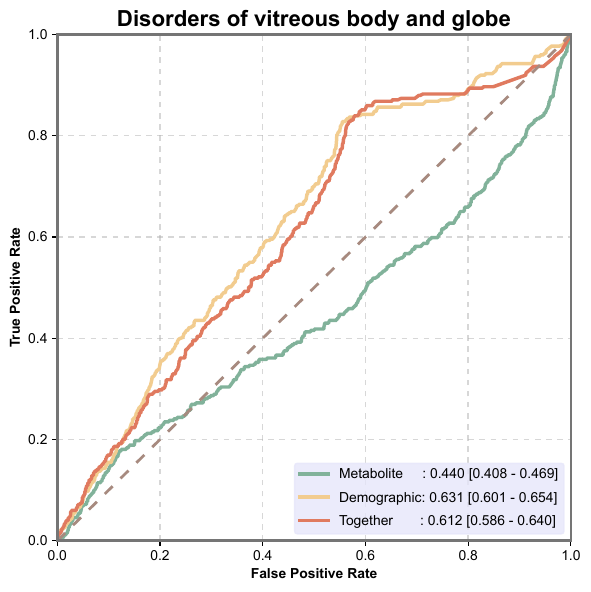 Disorders of vitreous body and globe
1.0
0.8
0.6
0.4
0.2
0.0
True Positive Rate
Metabolite : 0.440 [0.408 - 0.469]
Demographic: 0.631 [0.601 - 0.654]
Together : 0.612 [0.586 - 0.640]
0.0 0.2 0.4 0.6 0.8 1.0
False Positive Rate